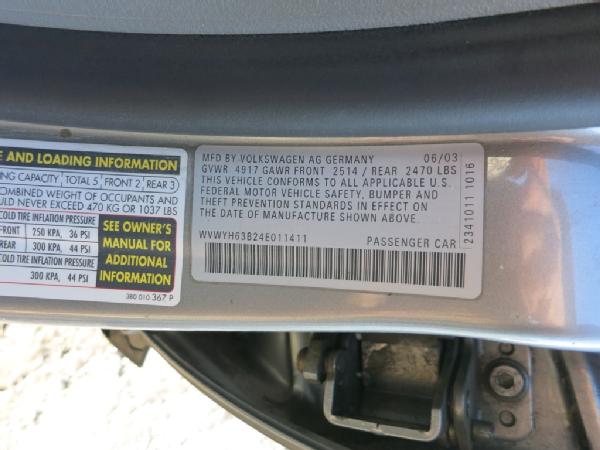 E AND LOADING INFORMATION
ING CAPACITY TOTAL 5 FRONT 2 REAR 3
COMBINED WEIGHT OF OCCUPANTS AND
ULD NEVER EXCEED 470 KG OR 1037 LBS
COLD TIRE INFLATION PRESSURE
FRONT 250 KPA, 36 PSI
REAR 300 KPA, 44 PSI
COLD TIRE INFLATION PRESSURE
300 KPA, 44 PSI
SEE OWNER'S
MANUAL FOR
ADDITIONAL
INFORMATION
3B0 010 367 P
MFD BY VOLKSWAGEN AG GERMANY 06/03
GVWR 4917 GAWR FRONT 2514 / REAR 2470 LBS
THIS VEHICLE CONFORMS TO ALL APPLICABLE U.S.
FEDERAL MOTOR VEHICLE SAFETY, BUMPER AND
THEFT PREVENTION STANDARDS IN EFFECT ON
THE DATE OF MANUFACTURE SHOWN ABOVE.
WVWYH63B24E011411 PASSENGER CAR
2341011 1016